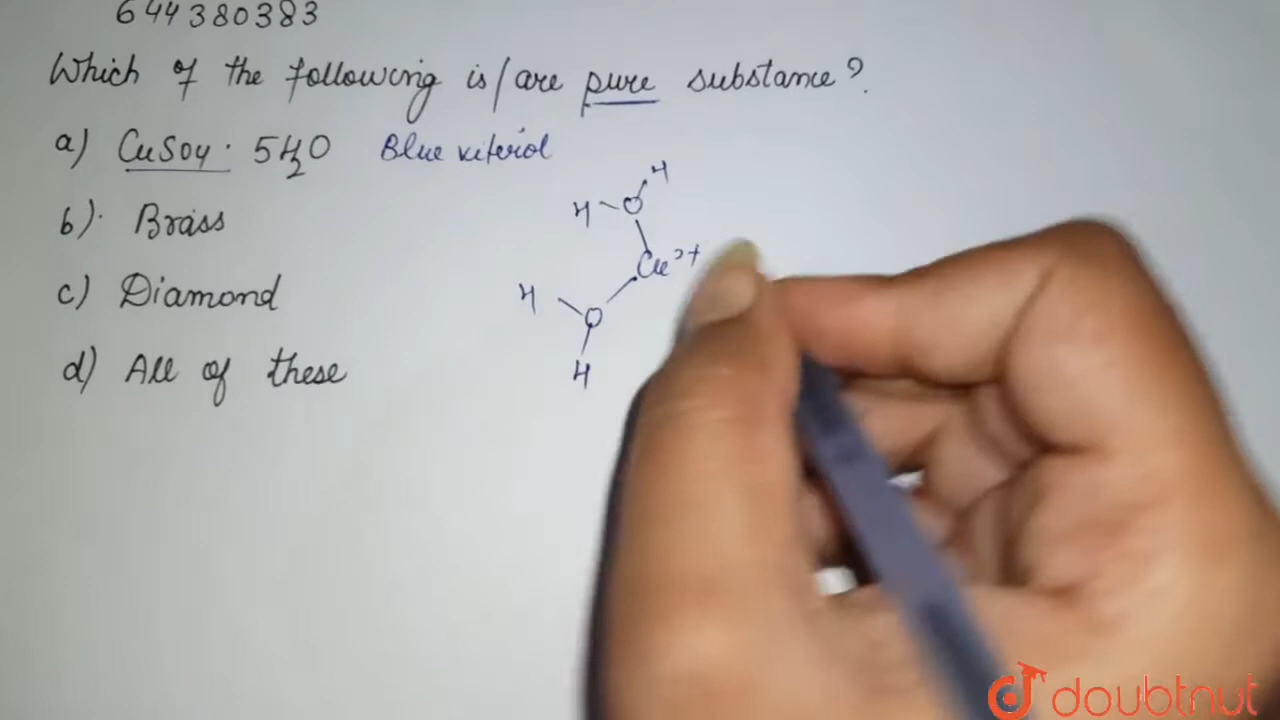 644380383
Which of the following is/are pure substance?
a) CuSO4 · 5H2O Blue viteriol
b) Brass
c) Diamond
d) All of these
H
H O
Cu2+
H
O
H
doubtnut